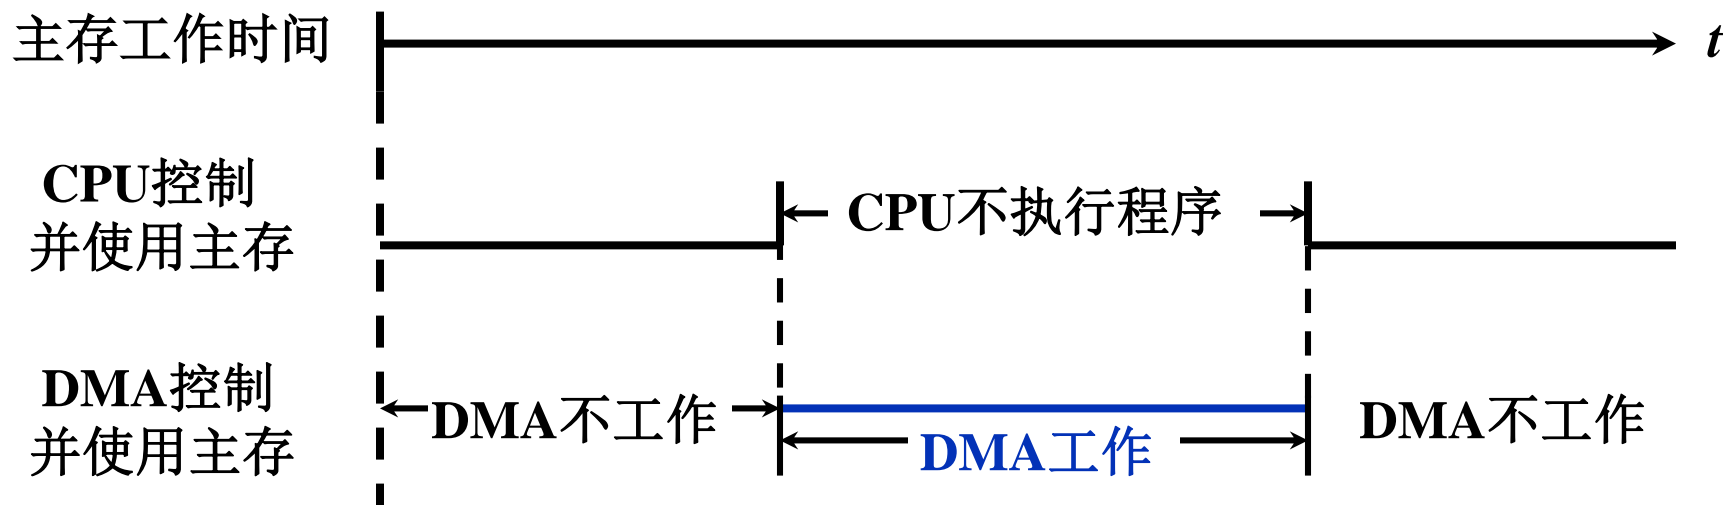 主存工作时间
t
CPU控制
并使用主存
CPU不执行程序
DMA控制
并使用主存
DMA不工作
DMA工作
DMA不工作